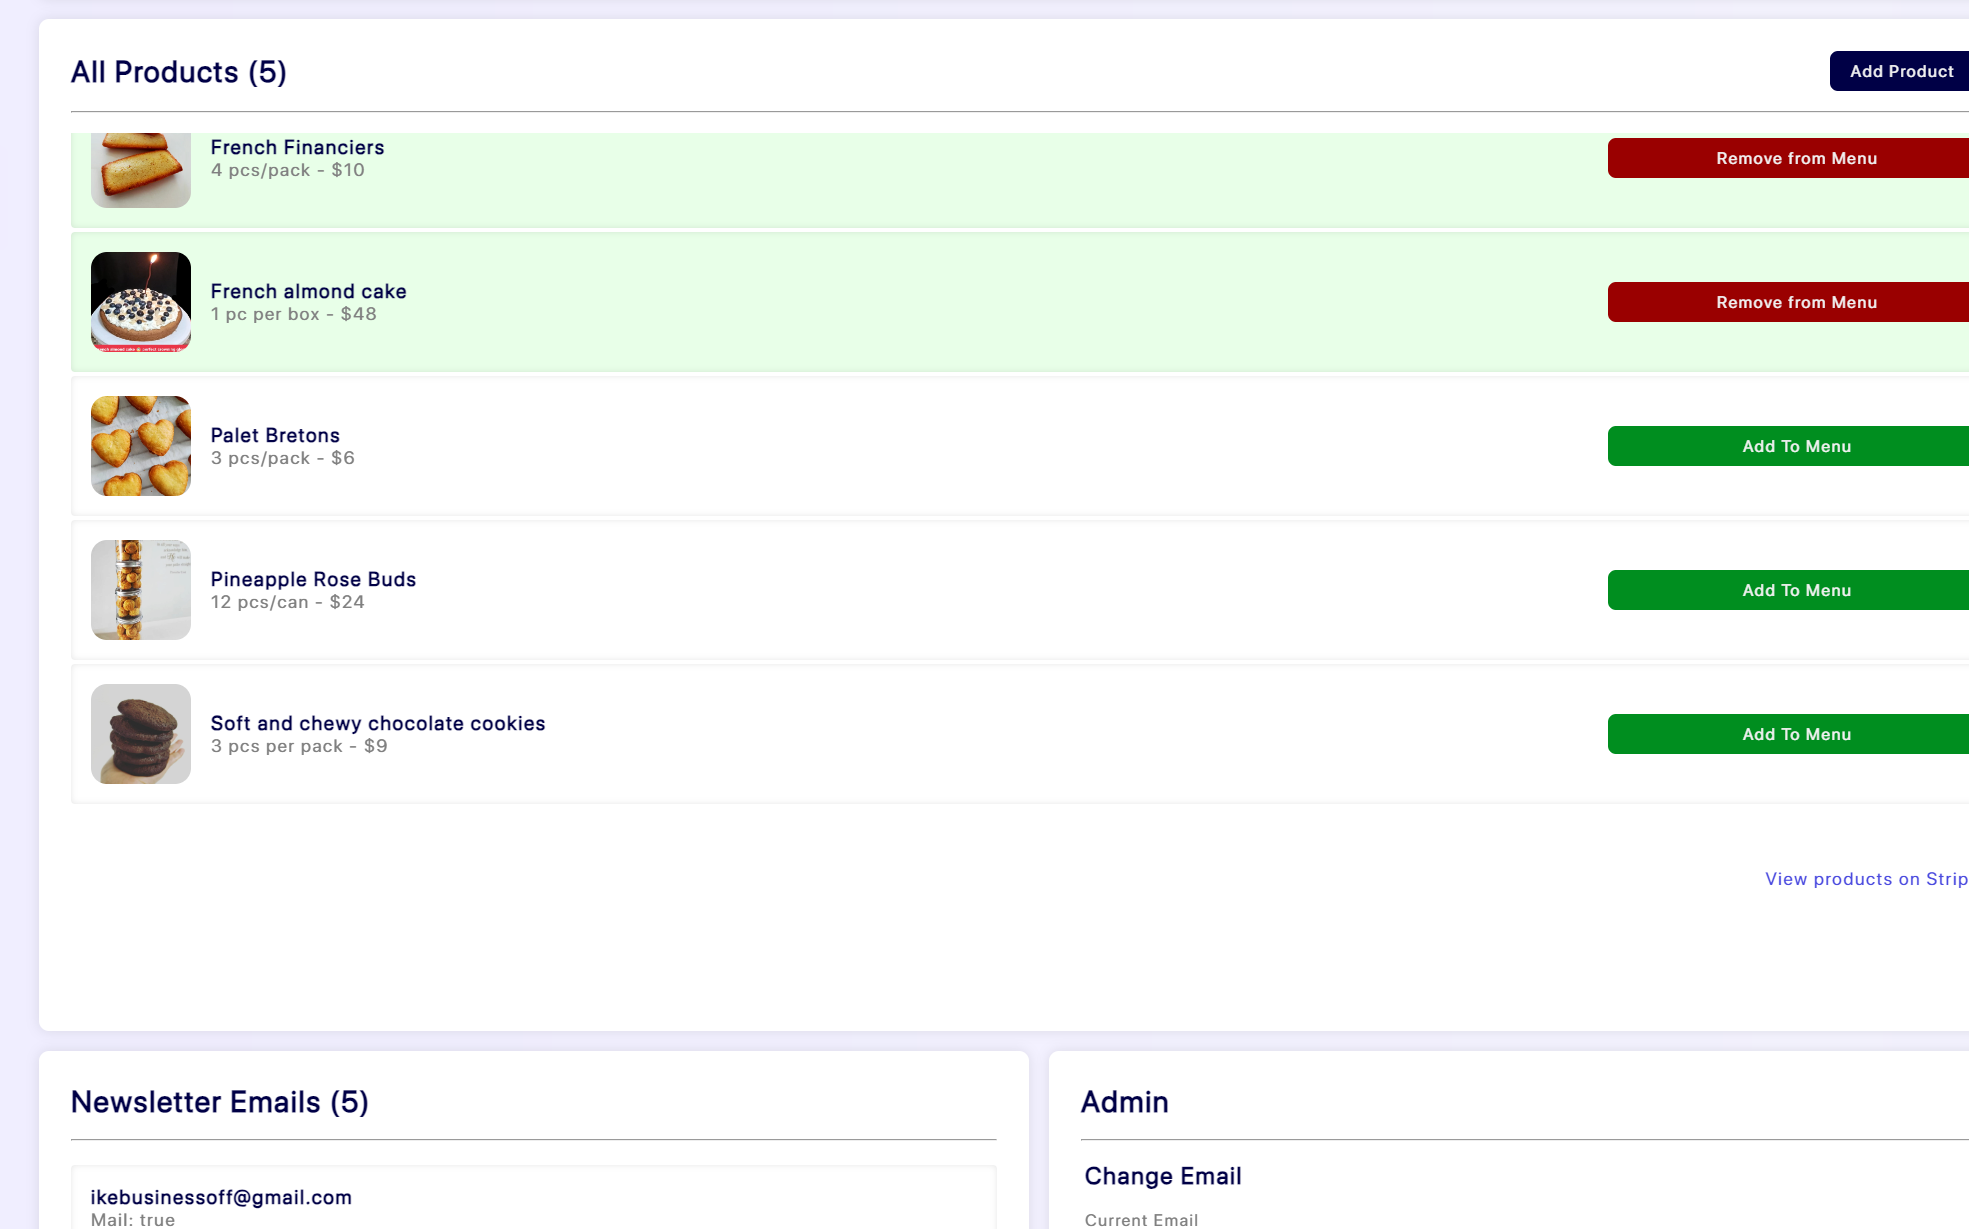 All Products (5)
Add Product
French Financiers
4 pcs/pack - $10
Remove from Menu
French almond cake
1 pc per box - $48
Remove from Menu
Palet Bretons
3 pcs/pack - $6
Add To Menu
Pineapple Rose Buds
12 pcs/can - $24
Add To Menu
Soft and chewy chocolate cookies
3 pcs per pack - $9
Add To Menu
View products on Strip
Newsletter Emails (5)
Admin
ikebusinessoff@gmail.com
Mail: true
Change Email
Current Email